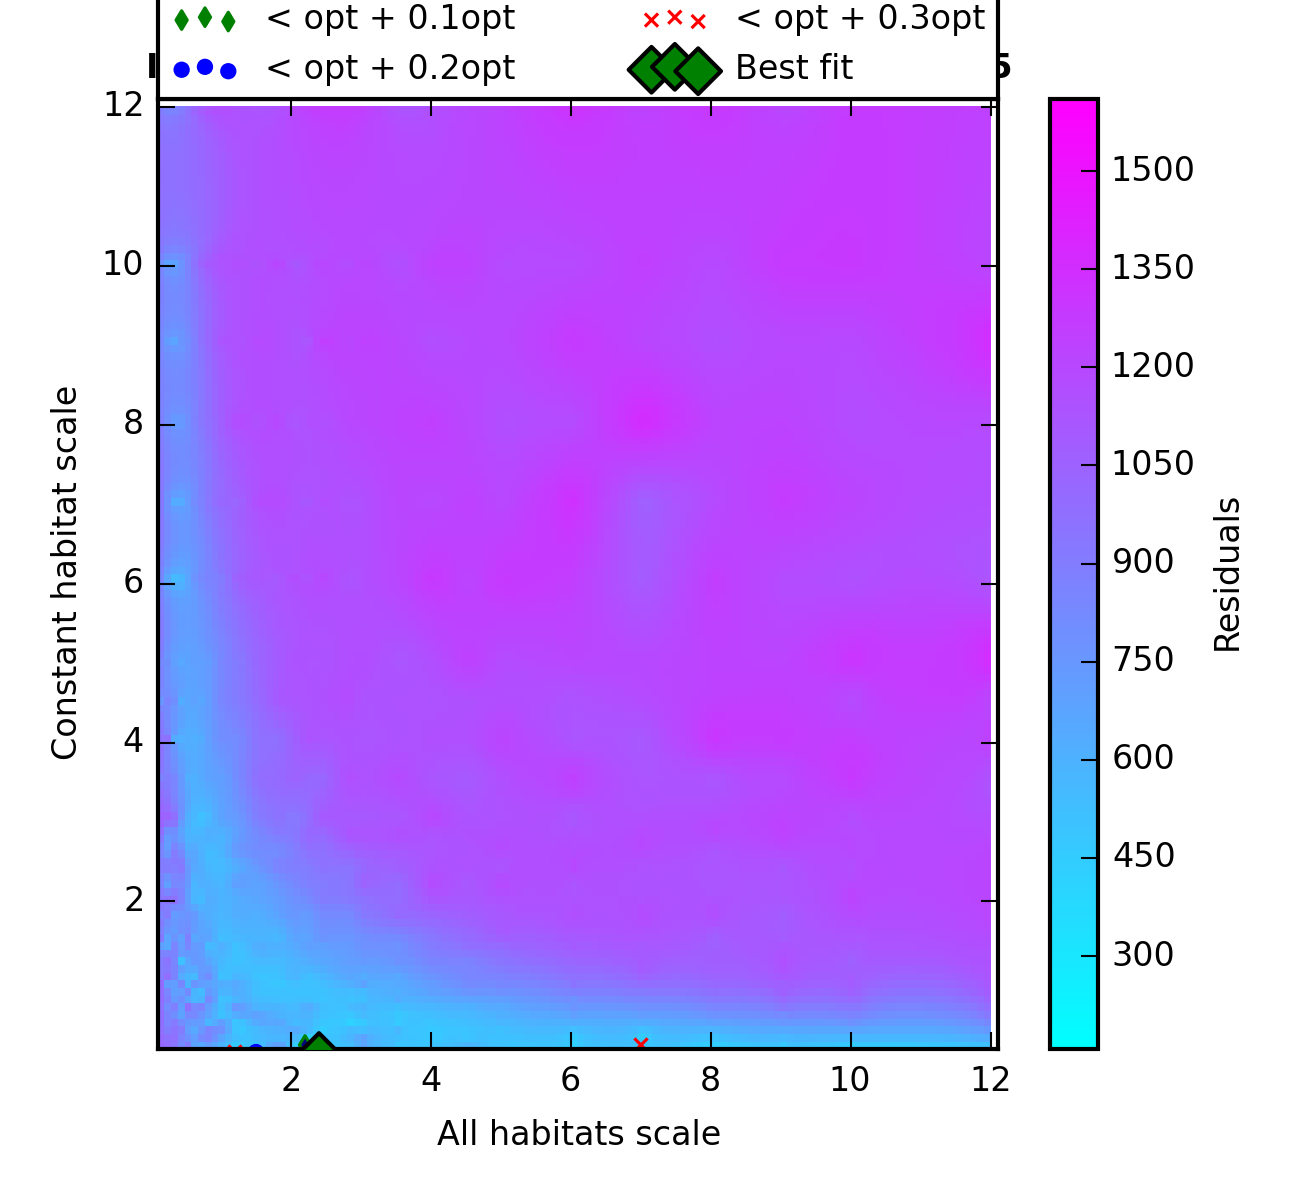 < opt + 0.1opt
< opt + 0.3opt
< opt + 0.2opt
Best fit
12
10
8
6
4
2
Constant habitat scale
2 4 6 8 10 12
All habitats scale
1500
1350
1200
1050
900
750
600
450
300
Residuals